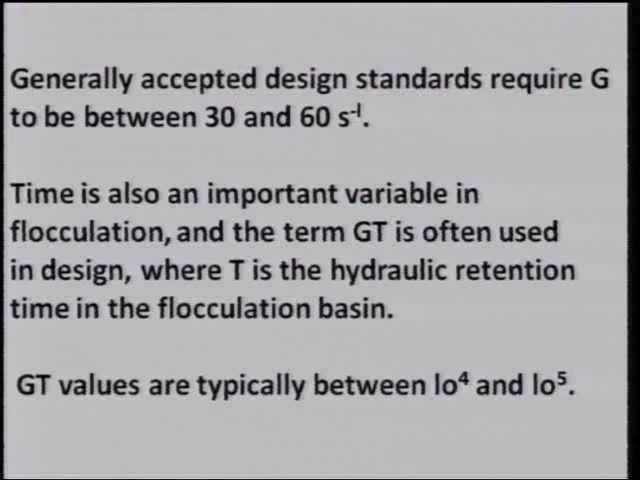 Generally accepted design standards require G
to be between 30 and 60 s⁻ˡ.
Time is also an important variable in
flocculation, and the term GT is often used
in design, where T is the hydraulic retention
time in the flocculation basin.
GT values are typically between lo⁴ and lo⁵.